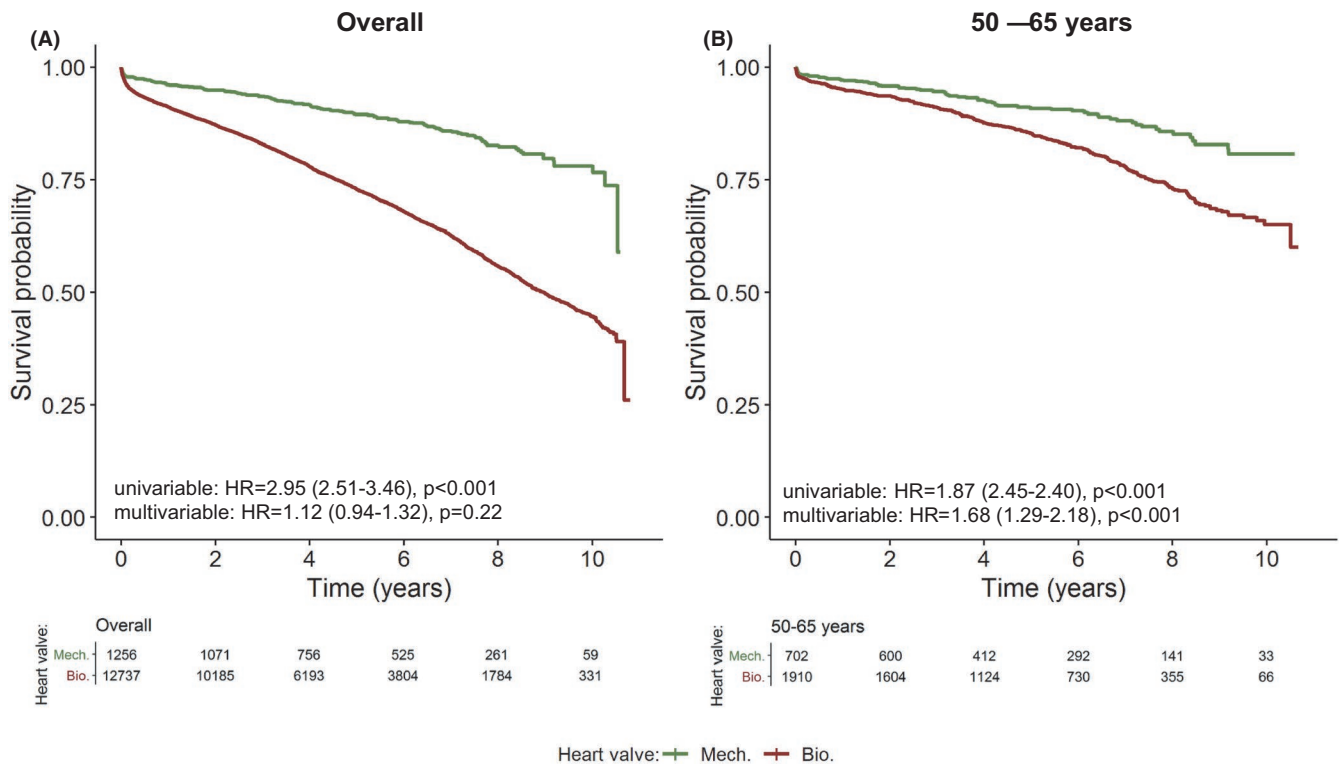 Overall
50 —65 years
(A)
(B)
Survival probability
1.00
0.75
0.50
0.25
0.00
univariable: HR=2.95 (2.51-3.46), p<0.001
multivariable: HR=1.12 (0.94-1.32), p=0.22
0 2 4 6 8 10
Time (years)
Survival probability
1.00
0.75
0.50
0.25
0.00
univariable: HR=1.87 (2.45-2.40), p<0.001
multivariable: HR=1.68 (1.29-2.18), p<0.001
0 2 4 6 8 10
Time (years)
Heart valve:
Overall
Mech. 1256 1071 756 525 261 59
Bio. 12737 10185 6193 3804 1784 331
Heart valve:
50-65 years
Mech. 702 600 412 292 141 33
Bio. 1910 1604 1124 730 355 66
Heart valve: Mech. Bio.